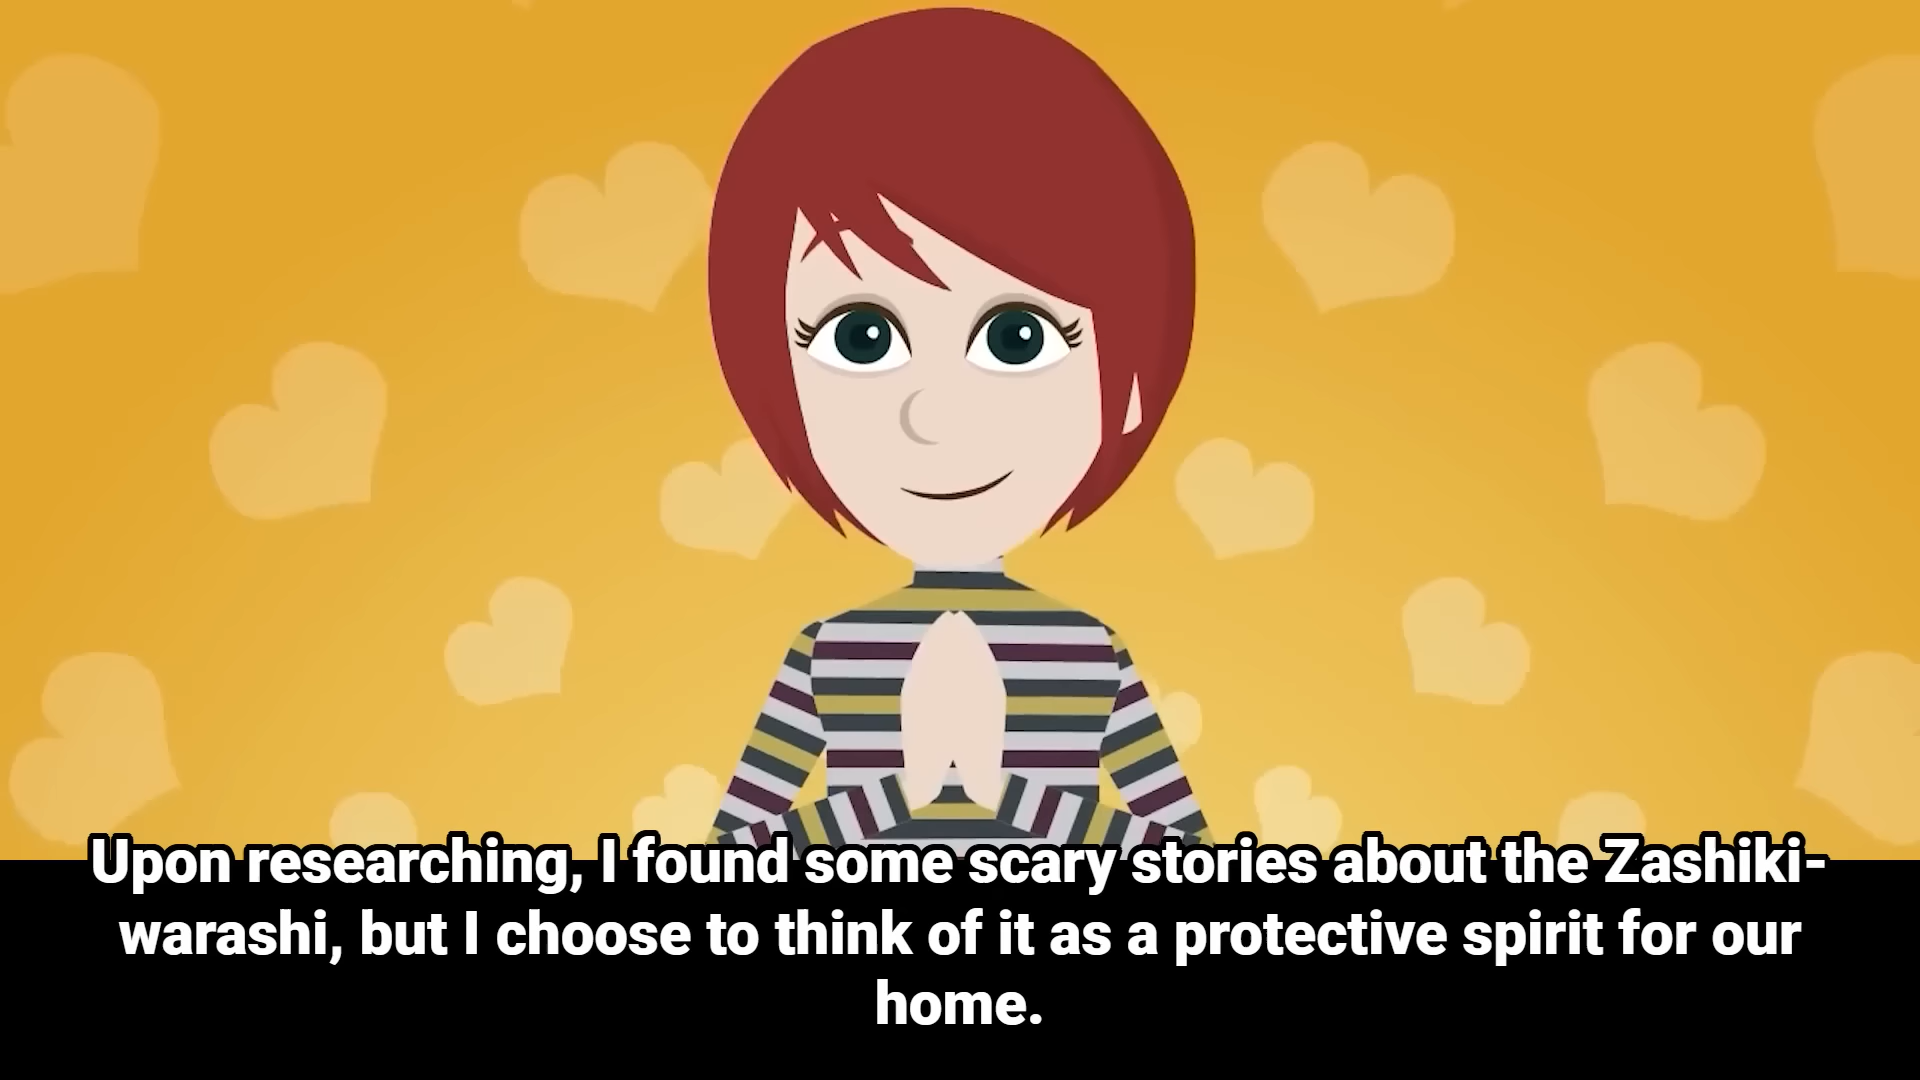 Upon researching, I found some scary stories about the Zashiki-
warashi, but I choose to think of it as a protective spirit for our
home.